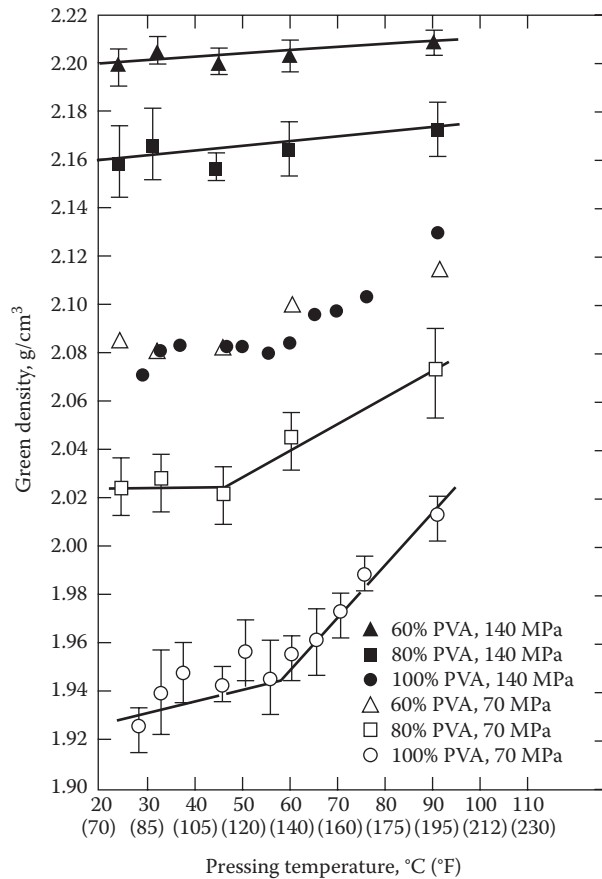 2.22
2.20
2.18
2.16
2.14
2.12
2.10
2.08
2.06
2.04
2.02
2.00
1.98
1.96
1.94
1.92
1.90
Green density, g/cm³
60% PVA, 140 MPa
80% PVA, 140 MPa
100% PVA, 140 MPa
60% PVA, 70 MPa
80% PVA, 70 MPa
100% PVA, 70 MPa
20 30 40 50 60 70 80 90 100 110
(70) (85) (105) (120) (140) (160) (175) (195) (212) (230)
Pressing temperature, °C (°F)